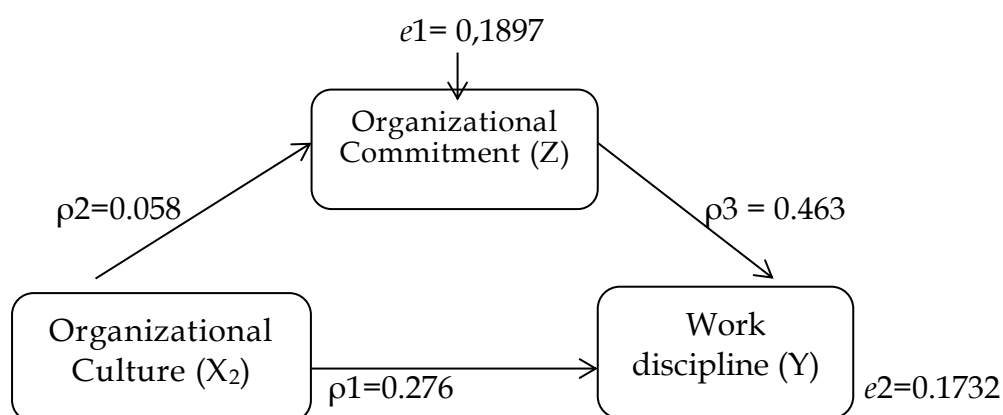 e1= 0,1897
Organizational
Commitment (Z)
ρ2=0.058
ρ3 = 0.463
Organizational
Culture (X₂)
Work
discipline (Y)
ρ1=0.276
e2=0.1732